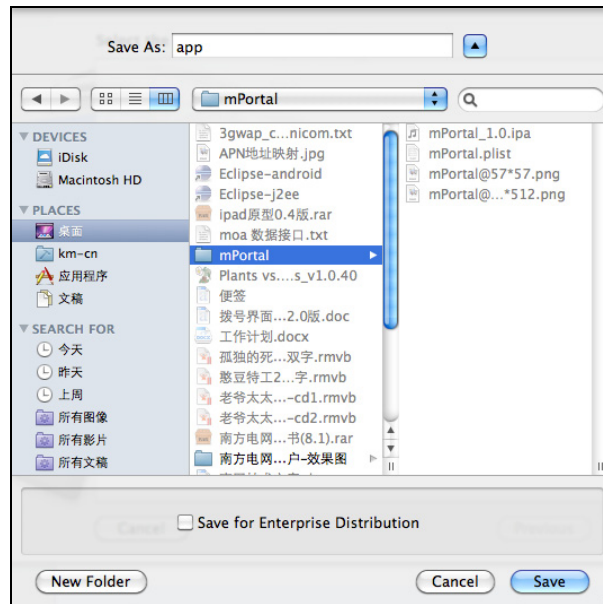 Save As: app
mPortal
DEVICES
iDisk
Macintosh HD
PLACES
桌面
km-cn
应用程序
文稿
SEARCH FOR
今天
昨天
上周
所有图像
所有影片
所有文稿
3gwap_c...nicom.txt
APN地址映射.jpg
Eclipse-android
Eclipse-j2ee
ipad原型0.4版.rar
moa 数据接口.txt
mPortal
Plants vs....s_v1.0.40
便签
拨号界面...2.0版.doc
工作计划.docx
孤独的死...双字.rmvb
憨豆特工2...字.rmvb
老爷太太...-cd1.rmvb
老爷太太...-cd2.rmvb
南方电网...书(8.1).rar
南方电网...户-效果图
mPortal_1.0.ipa
mPortal.plist
mPortal@57*57.png
mPortal@...*512.png
Cancel
Save for Enterprise Distribution
Previous
New Folder
Cancel
Save